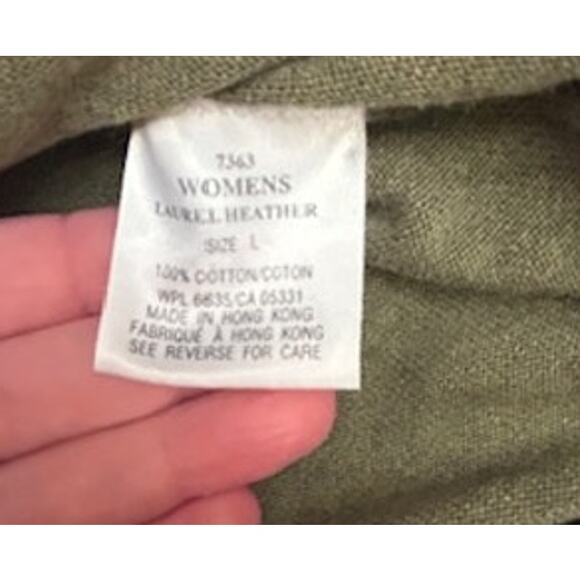 7363
WOMENS
LAUREL HEATHER
SIZE L
100% COTTON/COTON
WPL 6635/CA 05331
MADE IN HONG KONG
FABRIQUÉ À HONG KONG
SEE REVERSE FOR CARE